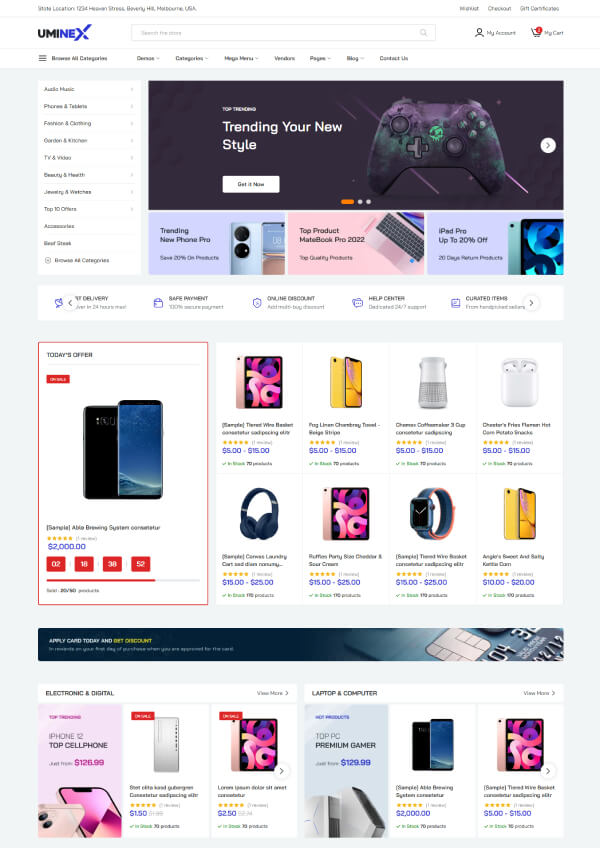 State Location: 1234 Heaven Stress, Beverly Hill, Melbourne, USA.
Wishlist
Checkout
Gift Certificates
UMINEX
Search the store
My Account
2
My Cart
Browse All Categories
Demos
Categories
Mega Menu
Vendors
Pages
Blog
Contact Us
Audio Music
Phones & Tablets
Fashion & Clothing
Garden & Kitchen
TV & Video
Beauty & Health
Jewelry & Watches
Top 10 Offers
Accessories
Beef Steak
Browse All Categories
TOP TRENDING
Trending Your New
Style
Get it Now
Trending
New Phone Pro
Save 20% On Products
Top Product
MateBook Pro 2022
Top Quality Products
iPad Pro
Up To 20% Off
20 Days Return Products
DELIVERY
in 24 hours max!
SAFE PAYMENT
100% secure payment
ONLINE DISCOUNT
Add multi-buy discount
HELP CENTER
Dedicated 24/7 support
CURATED ITEMS
From handpicked sellers
TODAY'S OFFER
ON SALE
[Sample] Able Brewing System consetetur
(1 review)
$2,000.00
02 : 18 : 38 : 52
Sold : 20/50 products
[Sample] Tiered Wire Basket
consetetur sadipscing elitr
(1 review)
$5.00 - $15.00
In Stock 70 products
Fog Linen Chambray Towel -
Beige Stripe
(1 review)
$5.00 - $15.00
In Stock 70 products
Chemex Coffeemaker 3 Cup
consetetur sadipscing
(1 review)
$5.00 - $15.00
In Stock 70 products
Cheeter's Fries Flamen Hot
Corn Potato Snacks
(1 review)
$5.00 - $15.00
In Stock 70 products
[Sample] Canvas Laundry
Cart sed diam nonumy...
(1 review)
$15.00 - $25.00
In Stock 170 products
Ruffles Party Size Cheddar &
Sour Cream
(1 review)
$15.00 - $25.00
In Stock 170 products
[Sample] Tiered Wire Basket
consetetur sadipscing elitr
(1 review)
$15.00 - $25.00
In Stock 170 products
Angie's Sweet And Salty
Kettle Corn
(1 review)
$10.00 - $20.00
In Stock 170 products
APPLY CARD TODAY AND GET DISCOUNT
In rewards on your first day of purchase when you are approved for the card.
ELECTRONIC & DIGITAL
View More
TOP TRENDING
IPHONE 12
TOP CELLPHONE
Just from: $126.99
ON SALE
Stet clita kasd gubergren
Consetetur sadipscing elitr
(1 review)
$1.50
In Stock 70 products
ON SALE
Lorem ipsum dolor sit amet
consetetur
(1 review)
$2.50
In Stock 70 products
LAPTOP & COMPUTER
View More
HOT PRODUCTS
TOP PC
PREMIUM GAMER
Just from: $129.99
[Sample] Able Brewing
System consetetur
(1 review)
$2,000.00
[Sample] Tiered Wire Basket
consetetur sadipscing elitr
(1 review)
$5.00 - $15.00